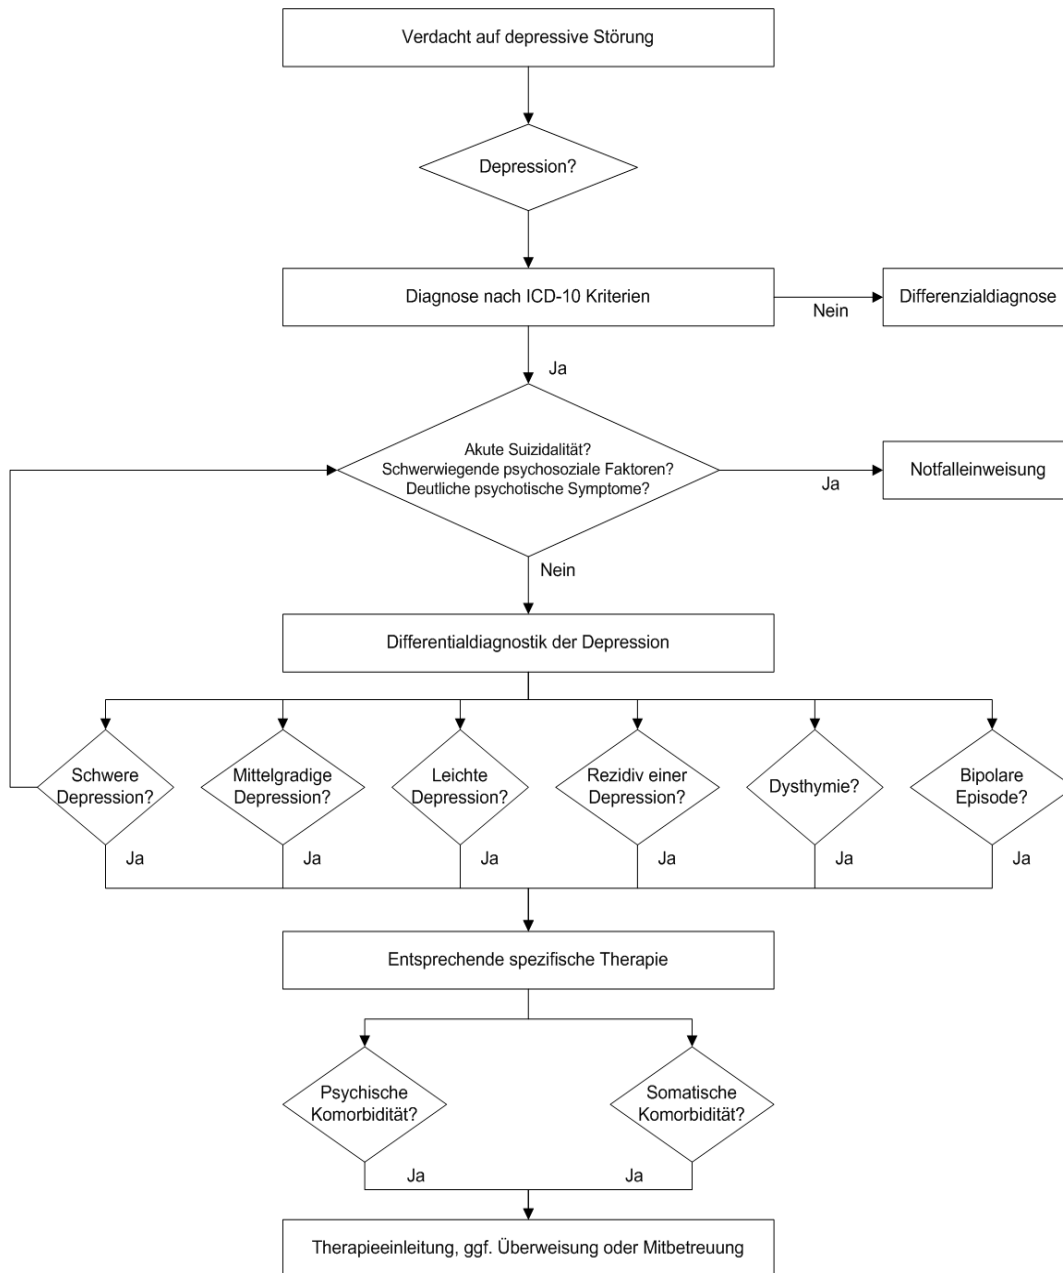 Verdacht auf depressive Störung
Depression?
Diagnose nach ICD-10 Kriterien
Nein
Differenzialdiagnose
Ja
Akute Suizidalität?
Schwerwiegende psychosoziale Faktoren?
Deutliche psychotische Symptome?
Ja
Notfalleinweisung
Nein
Differentialdiagnostik der Depression
Schwere
Depression?
Mittelgradige
Depression?
Leichte
Depression?
Rezidiv einer
Depression?
Dysthymie?
Bipolare
Episode?
Ja
Ja
Ja
Ja
Ja
Ja
Entsprechende spezifische Therapie
Psychische
Komorbidität?
Somatische
Komorbidität?
Ja
Ja
Therapieeinleitung, ggf. Überweisung oder Mitbetreuung